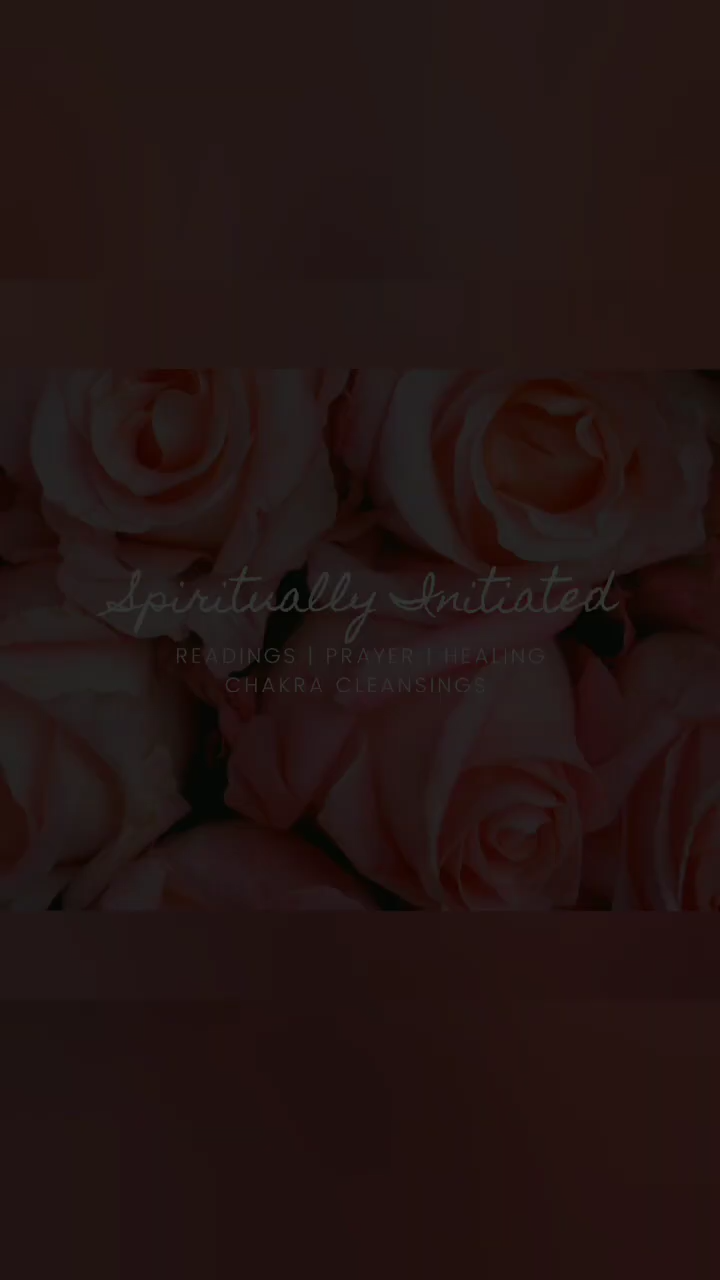 Spiritually Initiated
READINGS | PRAYER | HEALING
CHAKRA CLEANSINGS